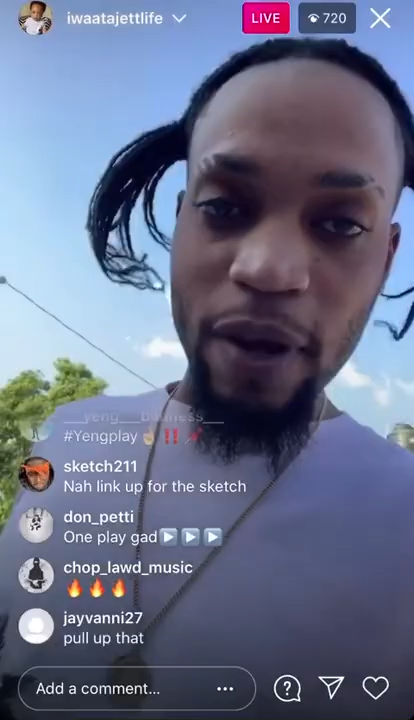 iwaatajettlife
LIVE
720
#Yengplay✌🏼‼️
sketch211
Nah link up for the sketch
don_petti
One play gad▶️▶️▶️
chop_lawd_music
🔥🔥🔥
jayvanni27
pull up that
Add a comment...